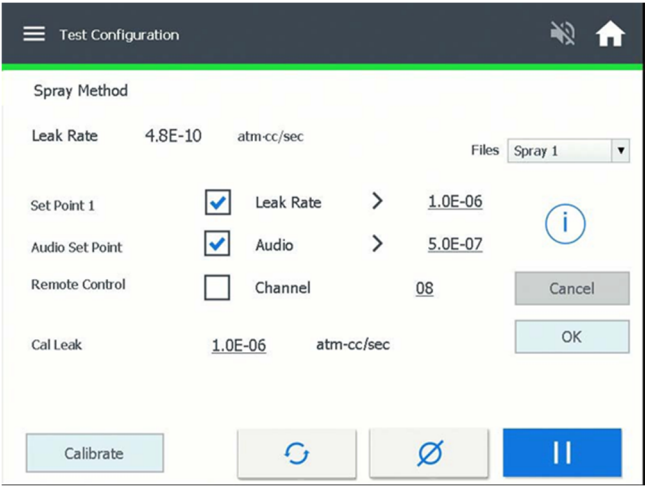 Test Configuration
Spray Method
Leak Rate 4.8E-10 atm-cc/sec
Files Spray 1
Set Point 1 Leak Rate > 1.0E-06
Audio Set Point Audio > 5.0E-07
Remote Control Channel 08
Cancel
OK
Cal Leak 1.0E-06 atm-cc/sec
Calibrate